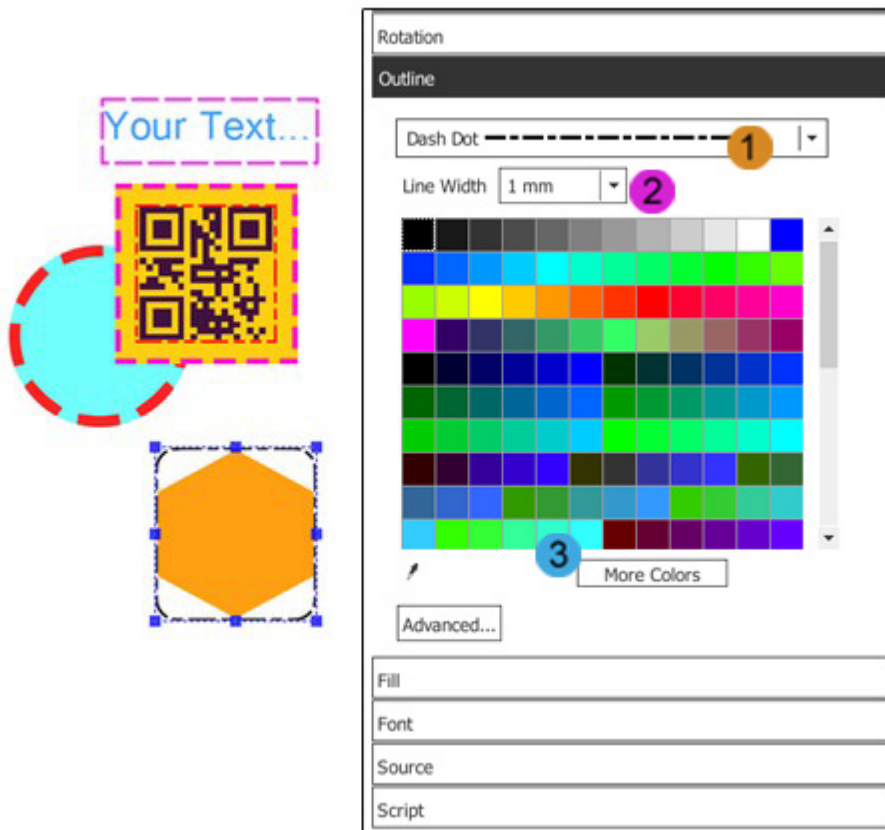 Your Text...
Rotation
Outline
Dash Dot
1
Line Width 1 mm
2
3
More Colors
Advanced...
Fill
Font
Source
Script